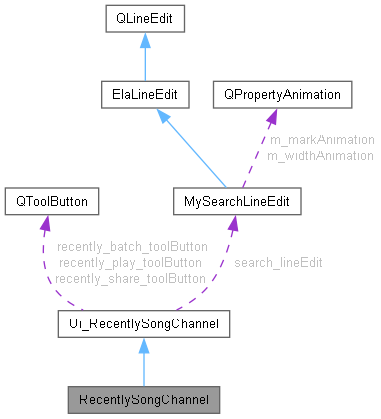 QLineEdit
ElaLineEdit
QPropertyAnimation
m_markAnimation
m_widthAnimation
QToolButton
MySearchLineEdit
recently_batch_toolButton
recently_play_toolButton
recently_share_toolButton
search_lineEdit
Ui_RecentlySongChannel
RecentlySongChannel